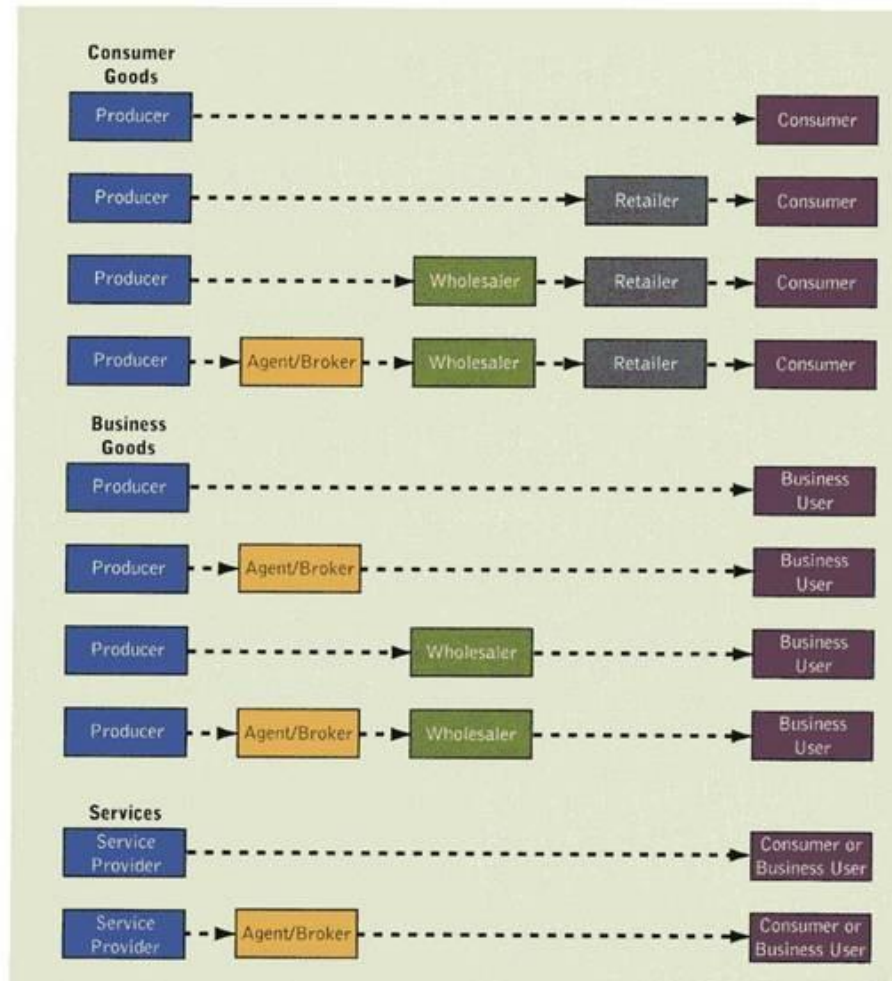 Consumer
Goods
Producer
Consumer
Producer
Retailer
Consumer
Producer
Wholesaler
Retailer
Consumer
Producer
Agent/Broker
Wholesaler
Retailer
Consumer
Business
Goods
Producer
Business
User
Producer
Agent/Broker
Business
User
Producer
Wholesaler
Business
User
Producer
Agent/Broker
Wholesaler
Business
User
Services
Service
Provider
Consumer or
Business User
Service
Provider
Agent/Broker
Consumer or
Business User